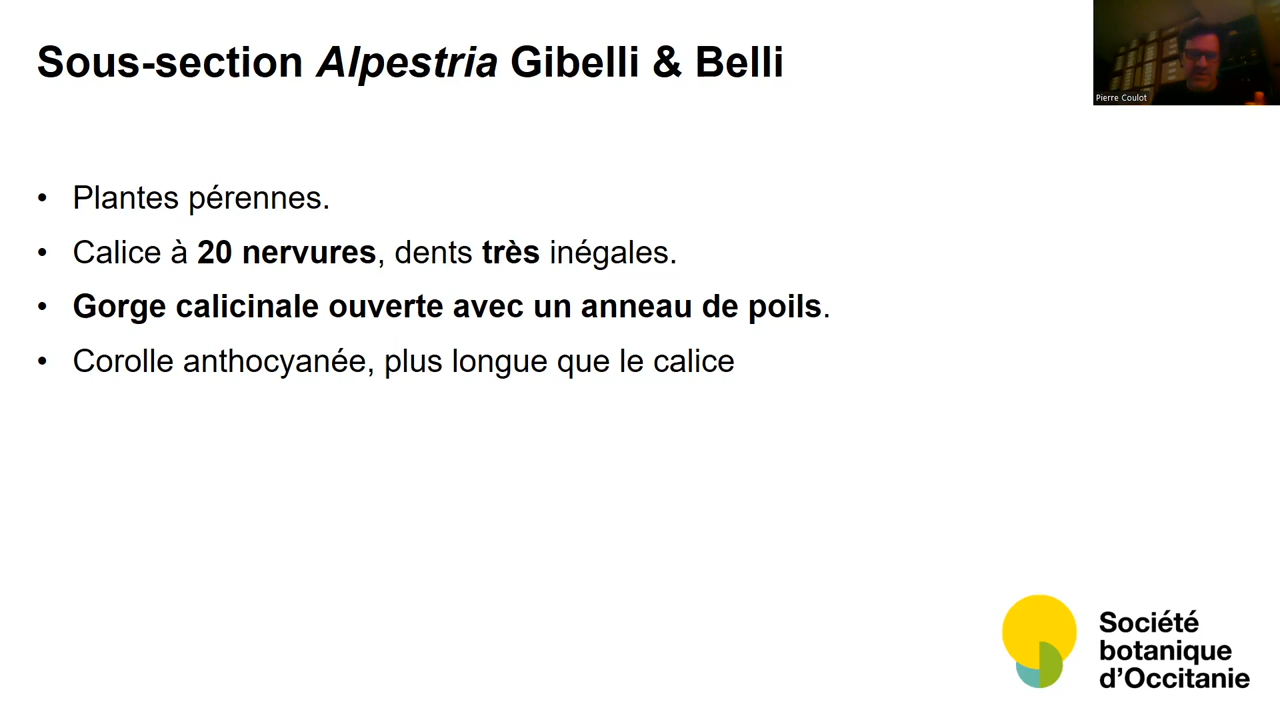 Sous-section Alpestria Gibelli & Belli
Pierre Coulot
• Plantes pérennes.
• Calice à 20 nervures, dents très inégales.
• Gorge calicinale ouverte avec un anneau de poils.
• Corolle anthocyanée, plus longue que le calice
Société
botanique
d’Occitanie